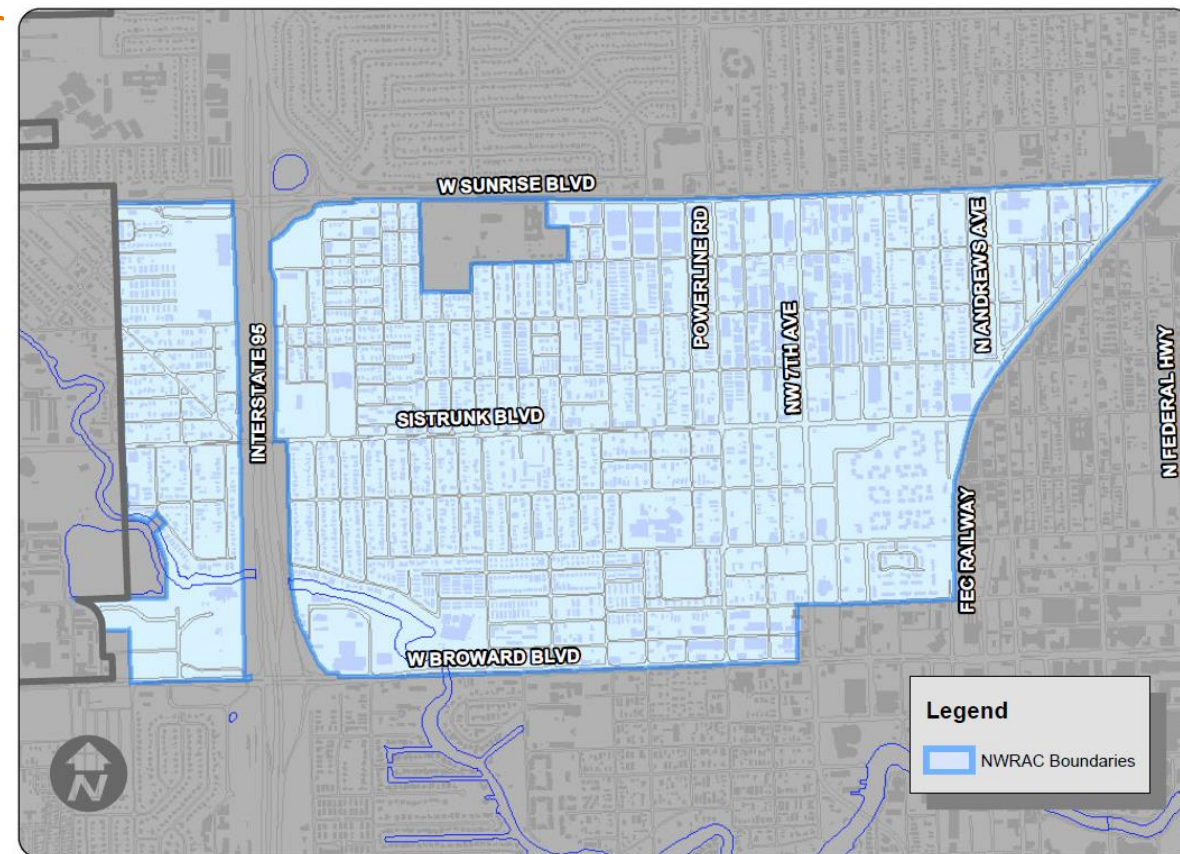 W SUNRISE BLVD
POWERLINE RD
N ANDREWS AVE
NW 7TH AVE
INTERSTATE 95
N FEDERAL HWY
SISTRUNK BLVD
FEC RAILWAY
W BROWARD BLVD
Legend
NWRAC Boundaries
N